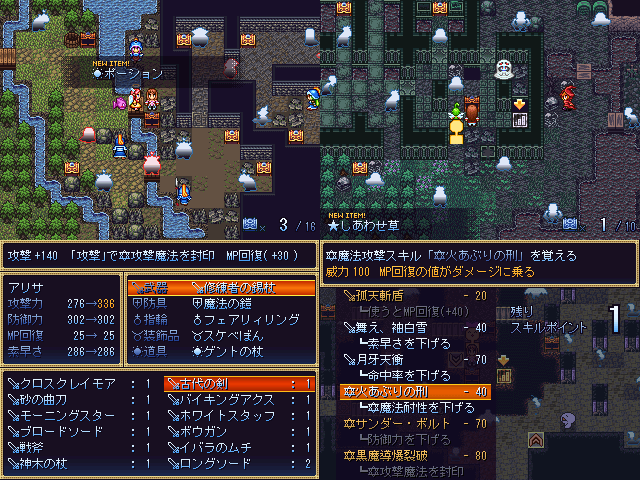 NEW ITEM!
ポーション
× 3 / 16
NEW ITEM!
★しあわせ草
× 1 / 10
攻撃+140 「攻撃」で✡攻撃魔法を封印 MP回復(+30)
✡魔法攻撃スキル「✡火あぶりの刑」を覚える
威力100 MP回復の値がダメージに乗る
アリサ
攻撃力 276→336
防御力 302→302
MP回復 25→ 25
素早さ 286→286
武器 修練者の錫杖
防具 魔法の鎧
指輪 フェアリィリング
装飾品 スケベぼん
道具 ゲントの杖
クロスクレイモア : 1
古代の剣 : 1
砂の曲刀 : 1
バイキングアクス : 1
モーニングスター : 1
ホワイトスタッフ : 1
ブロードソード : 1
ボウガン : 1
戦斧 : 1
イバラのムチ : 1
神木の杖 : 1
ロングソード : 2
孤天斬盾 - 20
└使うとMP回復(+40)
舞え、袖白雪 - 40
└素早さを下げる
月牙天衝 - 70
└命中率を下げる
✡火あぶりの刑 - 40
└✡魔法耐性を下げる
✡サンダー・ボルト - 70
└防御力を下げる
✡黒魔導爆裂破 - 80
└✡攻撃魔法を封印
残り
スキルポイント 1